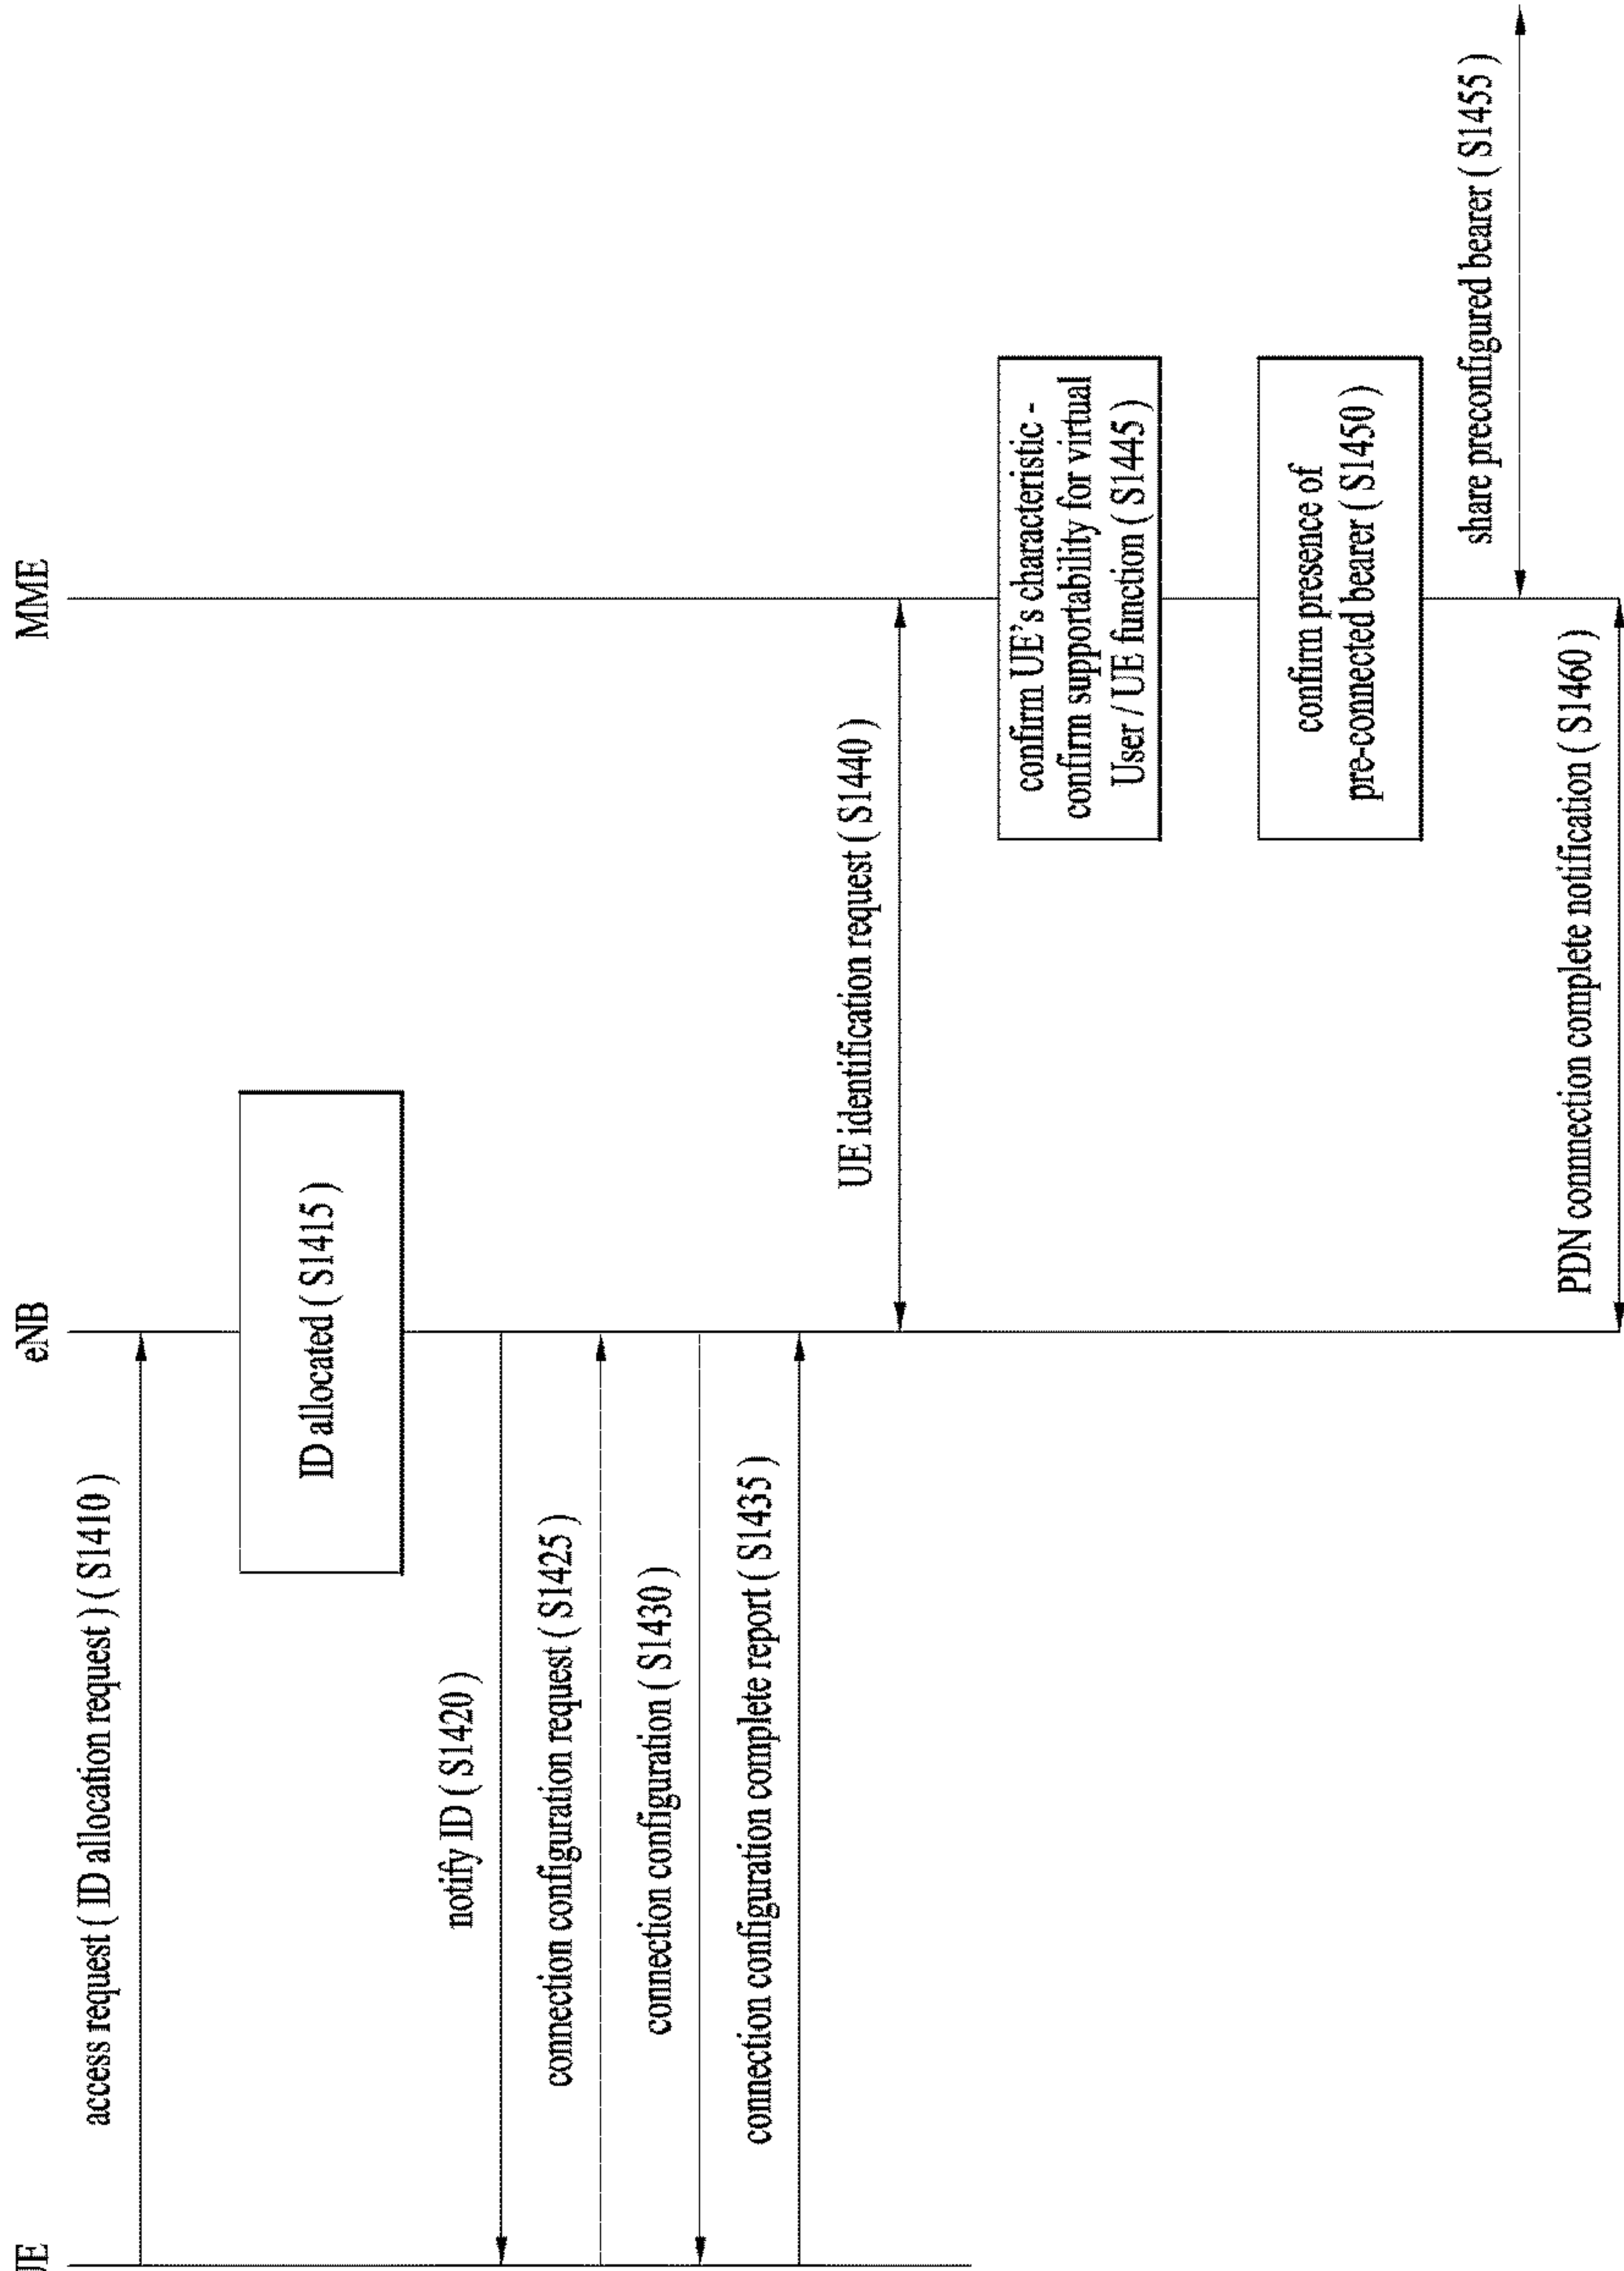 UE
eNB
MME
access request ( ID allocation request ) ( S1410 )
ID allocated ( S1415 )
notify ID ( S1420 )
connection configuration request ( S1425 )
connection configuration ( S1430 )
connection configuration complete report ( S1435 )
UE identification request ( S1440 )
confirm UE's characteristic -
confirm supportability for virtual
User / UE function ( S1445 )
confirm presence of
pre-connected bearer ( S1450 )
share preconfigured bearer ( S1455 )
PDN connection complete notification ( S1460 )